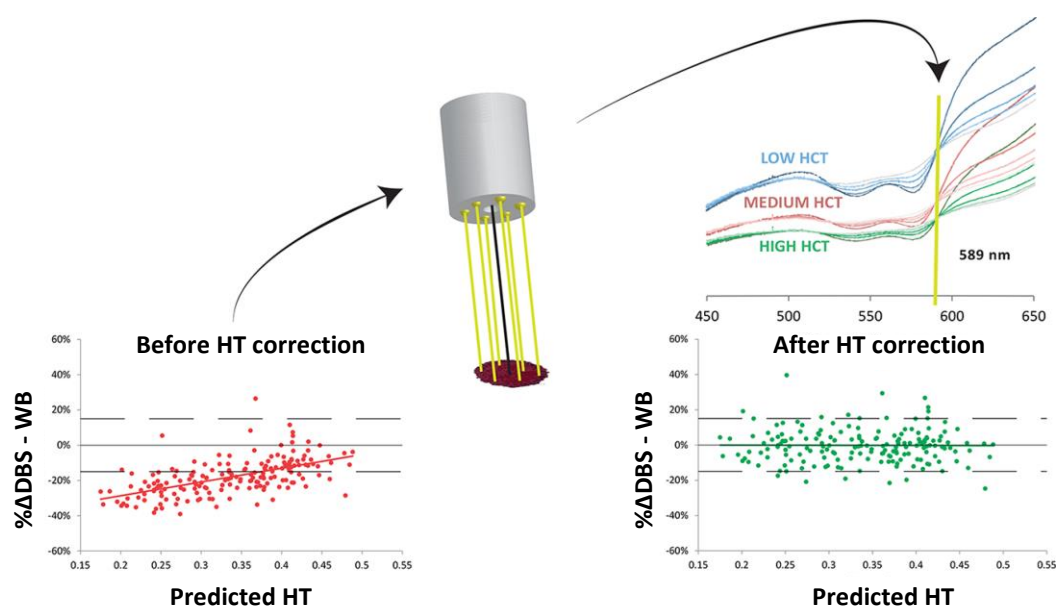 LOW HCT
MEDIUM HCT
HIGH HCT
589 nm
450 500 550 600 650
Before HT correction
60%
40%
20%
0%
-20%
-40%
-60%
%ΔDBS - WB
0.15 0.2 0.25 0.3 0.35 0.4 0.45 0.5 0.55
Predicted HT
After HT correction
60%
40%
20%
0%
-20%
-40%
-60%
%ΔDBS - WB
0.15 0.2 0.25 0.3 0.35 0.4 0.45 0.5 0.55
Predicted HT